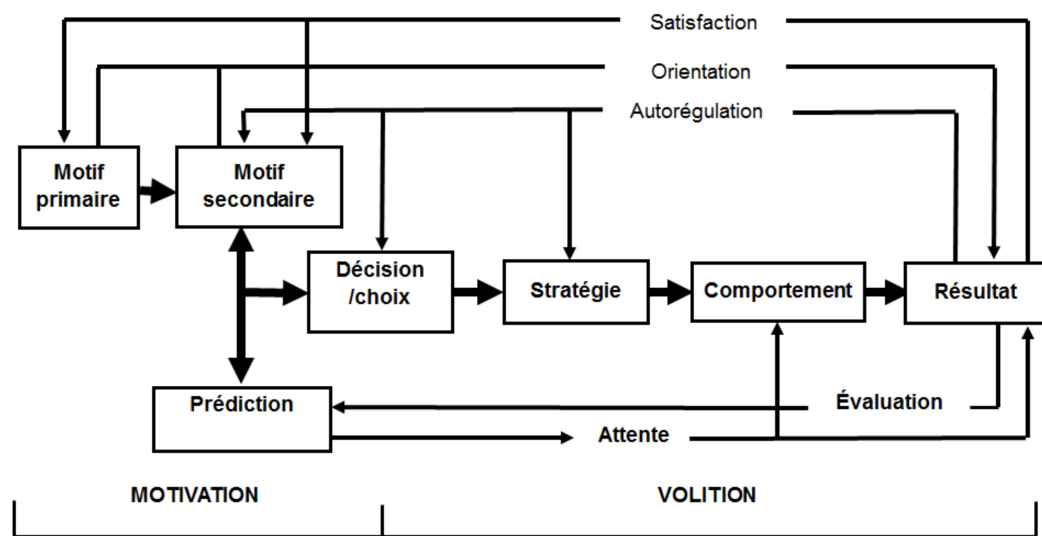 Satisfaction
Orientation
Autorégulation
Motif
primaire
Motif
secondaire
Décision
/choix
Stratégie
Comportement
Résultat
Prédiction
Évaluation
Attente
MOTIVATION
VOLITION